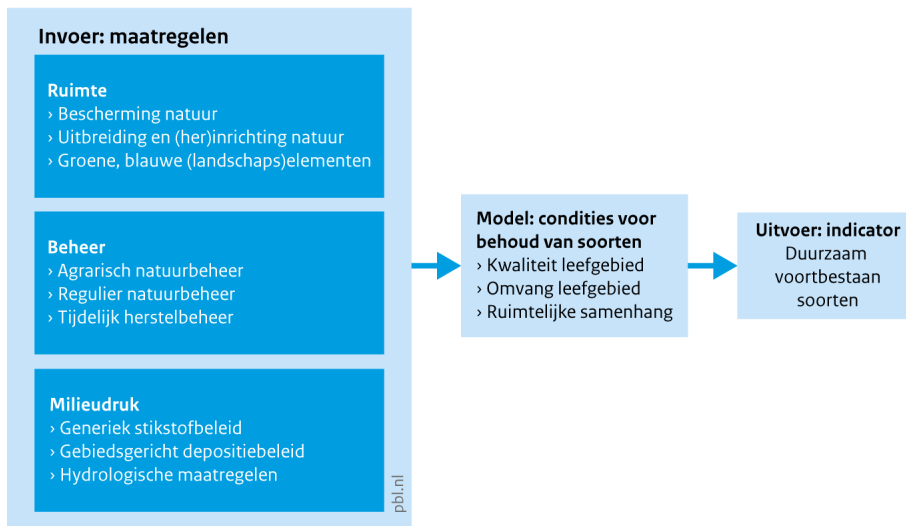 Invoer: maatregelen
Ruimte
› Bescherming natuur
› Uitbreiding en (her)inrichting natuur
› Groene, blauwe (landschaps)elementen
Beheer
› Agrarisch natuurbeheer
› Regulier natuurbeheer
› Tijdelijk herstelbeheer
Milieudruk
› Generiek stikstofbeleid
› Gebiedsgericht depositiebeleid
› Hydrologische maatregelen
pbl.nl
Model: condities voor
behoud van soorten
› Kwaliteit leefgebied
› Omvang leefgebied
› Ruimtelijke samenhang
Uitvoer: indicator
Duurzaam
voortbestaan
soorten